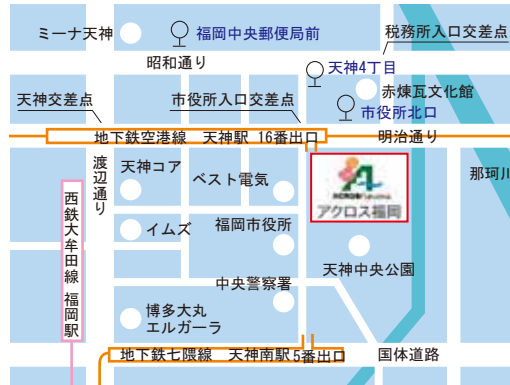 ミーナ天神
福岡中央郵便局前
税務所入口交差点
昭和通り
天神4丁目
赤煉瓦文化館
天神交差点
市役所入口交差点
市役所北口
地下鉄空港線 天神駅 16番出口
明治通り
渡辺通り
天神コア
ベスト電気
那珂川
アクロス福岡
西鉄大牟田線 福岡駅
イムズ
福岡市役所
天神中央公園
中央警察署
博多大丸
エルガーラ
地下鉄七隈線 天神南駅 5番出口
国体道路